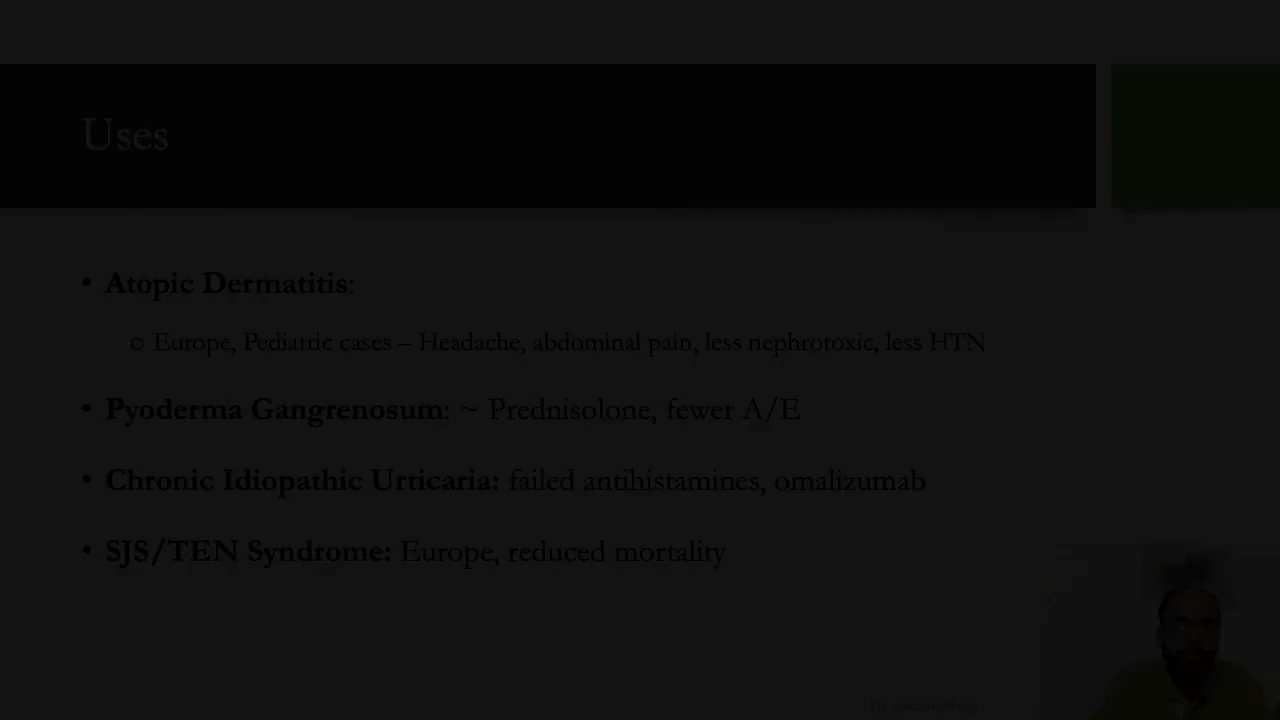 Uses
• Atopic Dermatitis:
o Europe, Pediatric cases – Headache, abdominal pain, less nephrotoxic, less HTN
• Pyoderma Gangrenosum: ~ Prednisolone, fewer A/E
• Chronic Idiopathic Urticaria: failed antihistamines, omalizumab
• SJS/TEN Syndrome: Europe, reduced mortality